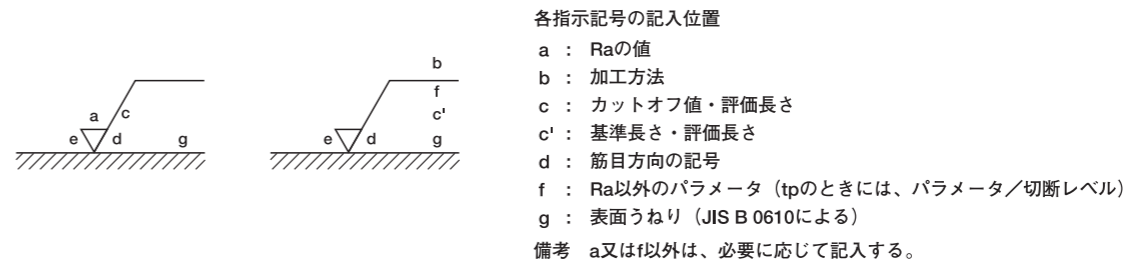 a
c
e
d
g
b
f
c'
e
d
g
各指示記号の記入位置
a : Raの値
b : 加工方法
c : カットオフ値・評価長さ
c' : 基準長さ・評価長さ
d : 筋目方向の記号
f : Ra以外のパラメータ（tpのときには、パラメータ／切断レベル）
g : 表面うねり（JIS B 0610による）
備考 a又はf以外は、必要に応じて記入する。